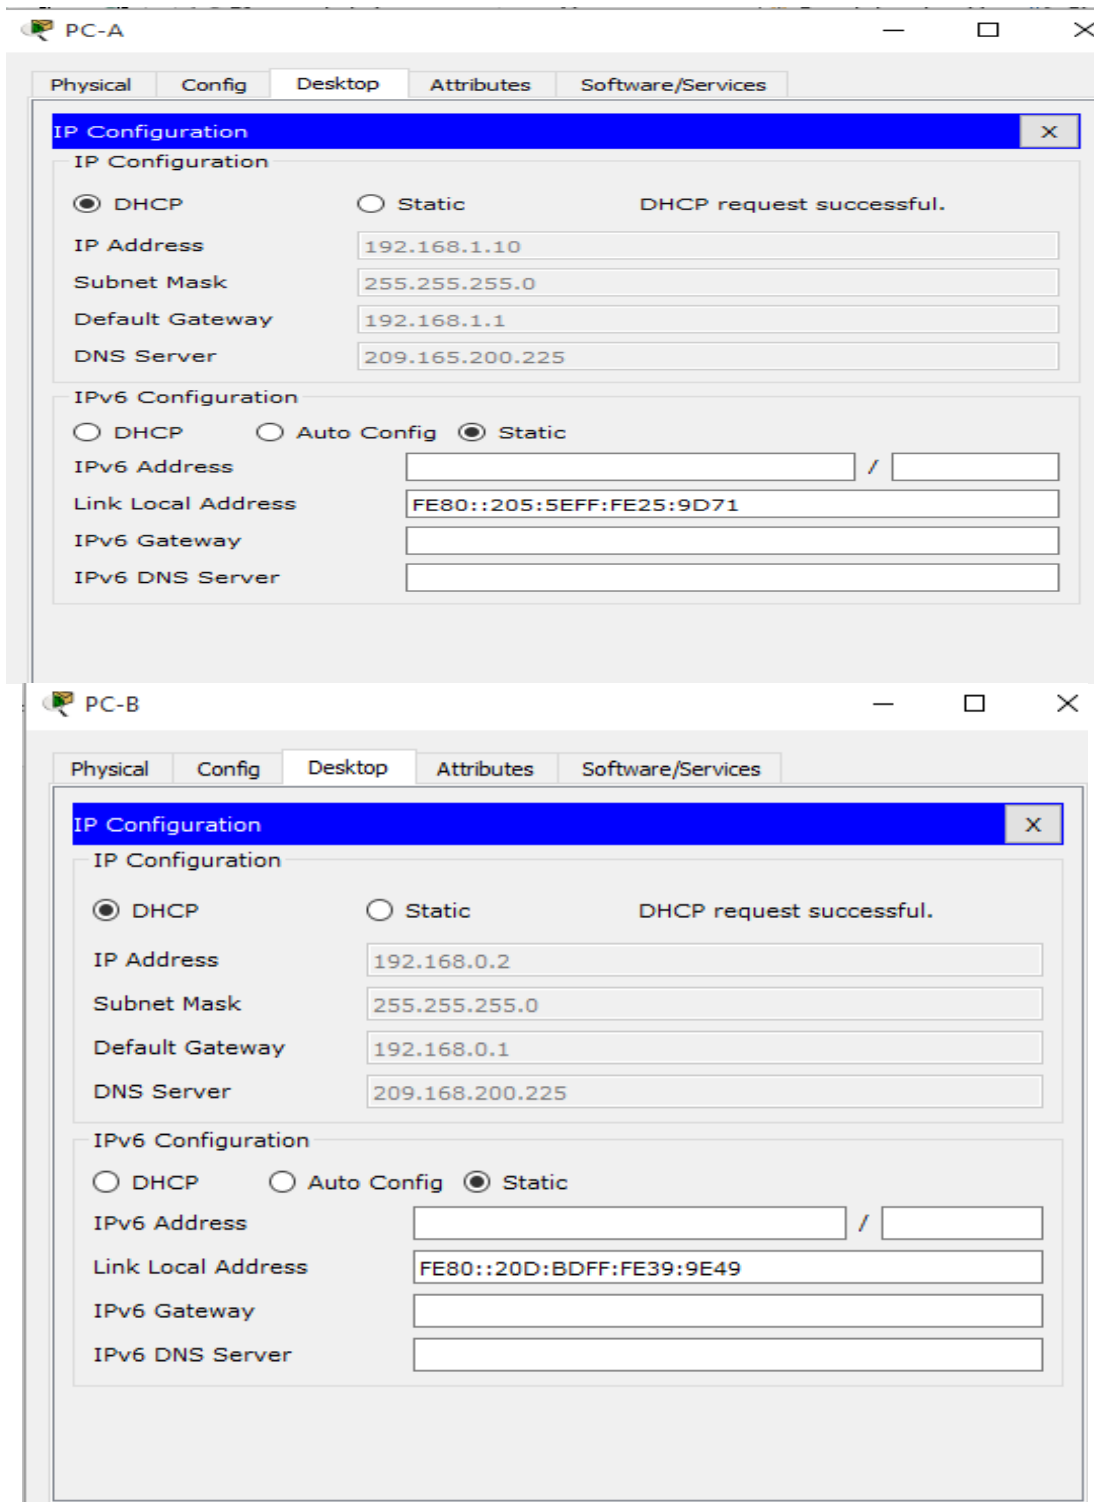 PC-A
Physical Config Desktop Attributes Software/Services
IP Configuration X
IP Configuration
DHCP Static DHCP request successful.
IP Address 192.168.1.10
Subnet Mask 255.255.255.0
Default Gateway 192.168.1.1
DNS Server 209.165.200.225
IPv6 Configuration
DHCP Auto Config Static
IPv6 Address /
Link Local Address FE80::205:5EFF:FE25:9D71
IPv6 Gateway
IPv6 DNS Server
PC-B
Physical Config Desktop Attributes Software/Services
IP Configuration X
IP Configuration
DHCP Static DHCP request successful.
IP Address 192.168.0.2
Subnet Mask 255.255.255.0
Default Gateway 192.168.0.1
DNS Server 209.168.200.225
IPv6 Configuration
DHCP Auto Config Static
IPv6 Address /
Link Local Address FE80::20D:BDFF:FE39:9E49
IPv6 Gateway
IPv6 DNS Server